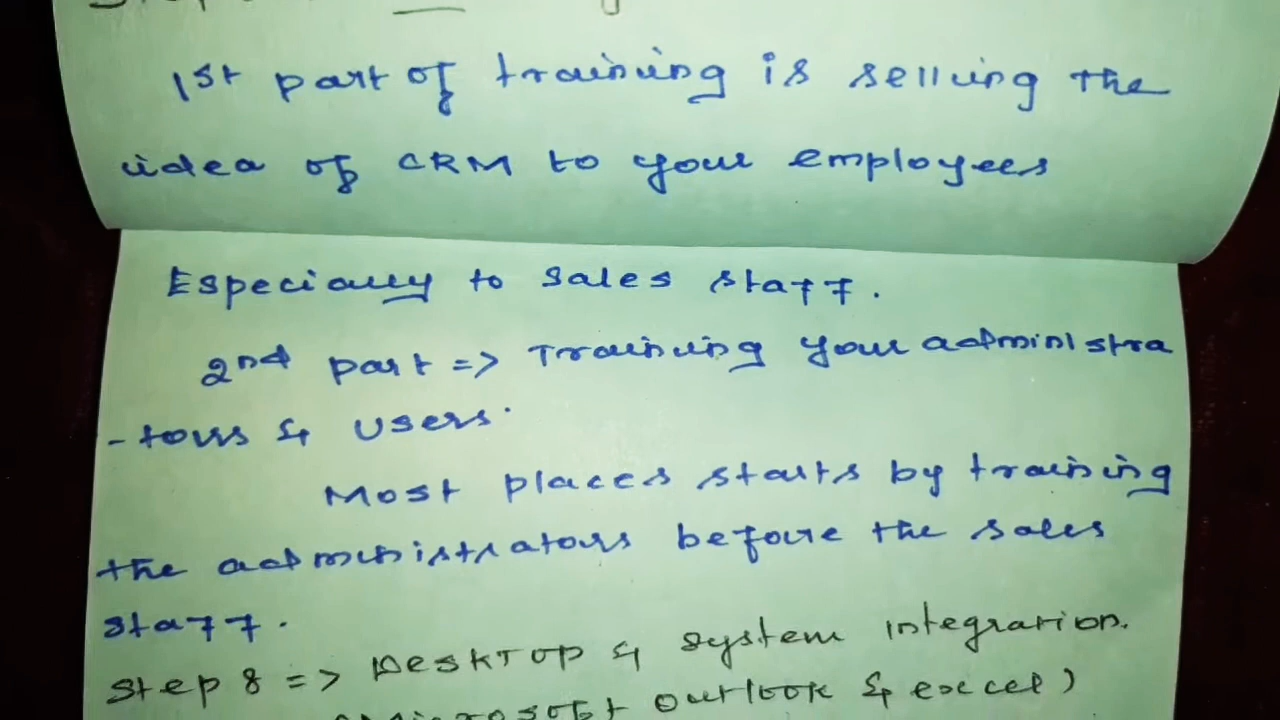 1st part of training is selling the
idea of CRM to your employees
Especially to sales staff.
2nd part => Training your administra
-tors & users.
Most places starts by training
the administrators before the sales
staff.
Step 8 => Desktop & system integration.
(Microsoft outlook & excel)